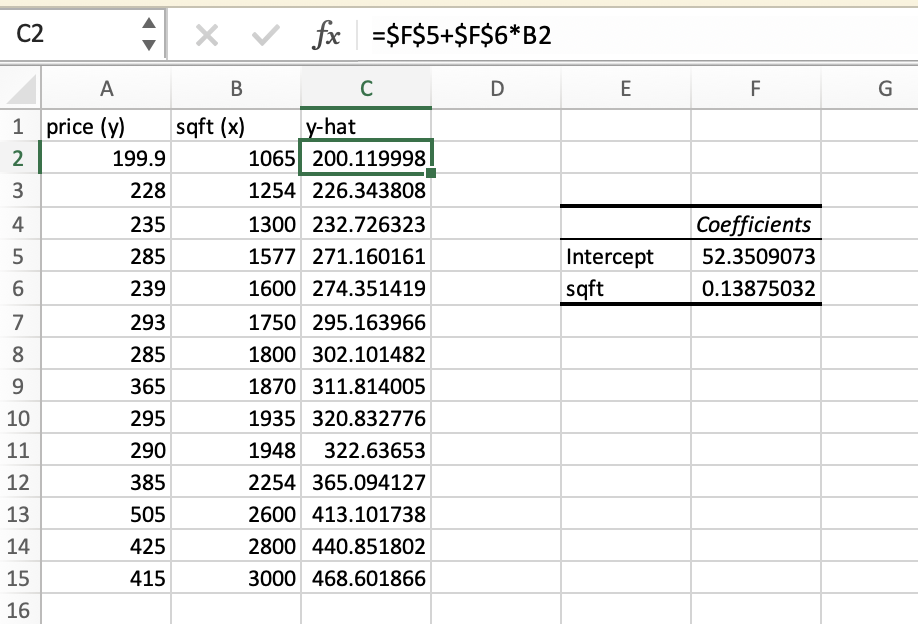 C2 fx =$F$5+$F$6*B2
A B C D E F G
1 price (y) sqft (x) y-hat
2 199.9 1065 200.119998
3 228 1254 226.343808
4 235 1300 232.726323 Coefficients
5 285 1577 271.160161 Intercept 52.3509073
6 239 1600 274.351419 sqft 0.13875032
7 293 1750 295.163966
8 285 1800 302.101482
9 365 1870 311.814005
10 295 1935 320.832776
11 290 1948 322.63653
12 385 2254 365.094127
13 505 2600 413.101738
14 425 2800 440.851802
15 415 3000 468.601866
16